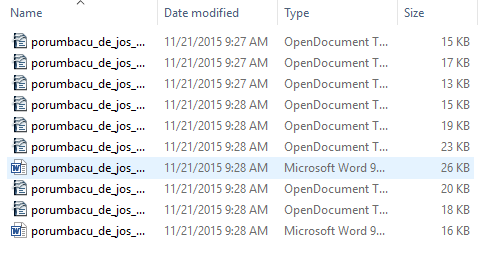 Name Date modified Type Size
porumbacu_de_jos_... 11/21/2015 9:27 AM OpenDocument T... 15 KB
porumbacu_de_jos_... 11/21/2015 9:27 AM OpenDocument T... 17 KB
porumbacu_de_jos_... 11/21/2015 9:27 AM OpenDocument T... 13 KB
porumbacu_de_jos_... 11/21/2015 9:28 AM OpenDocument T... 15 KB
porumbacu_de_jos_... 11/21/2015 9:28 AM OpenDocument T... 19 KB
porumbacu_de_jos_... 11/21/2015 9:28 AM OpenDocument T... 23 KB
porumbacu_de_jos_... 11/21/2015 9:28 AM Microsoft Word 9... 26 KB
porumbacu_de_jos_... 11/21/2015 9:28 AM OpenDocument T... 20 KB
porumbacu_de_jos_... 11/21/2015 9:28 AM OpenDocument T... 18 KB
porumbacu_de_jos_... 11/21/2015 9:28 AM Microsoft Word 9... 16 KB